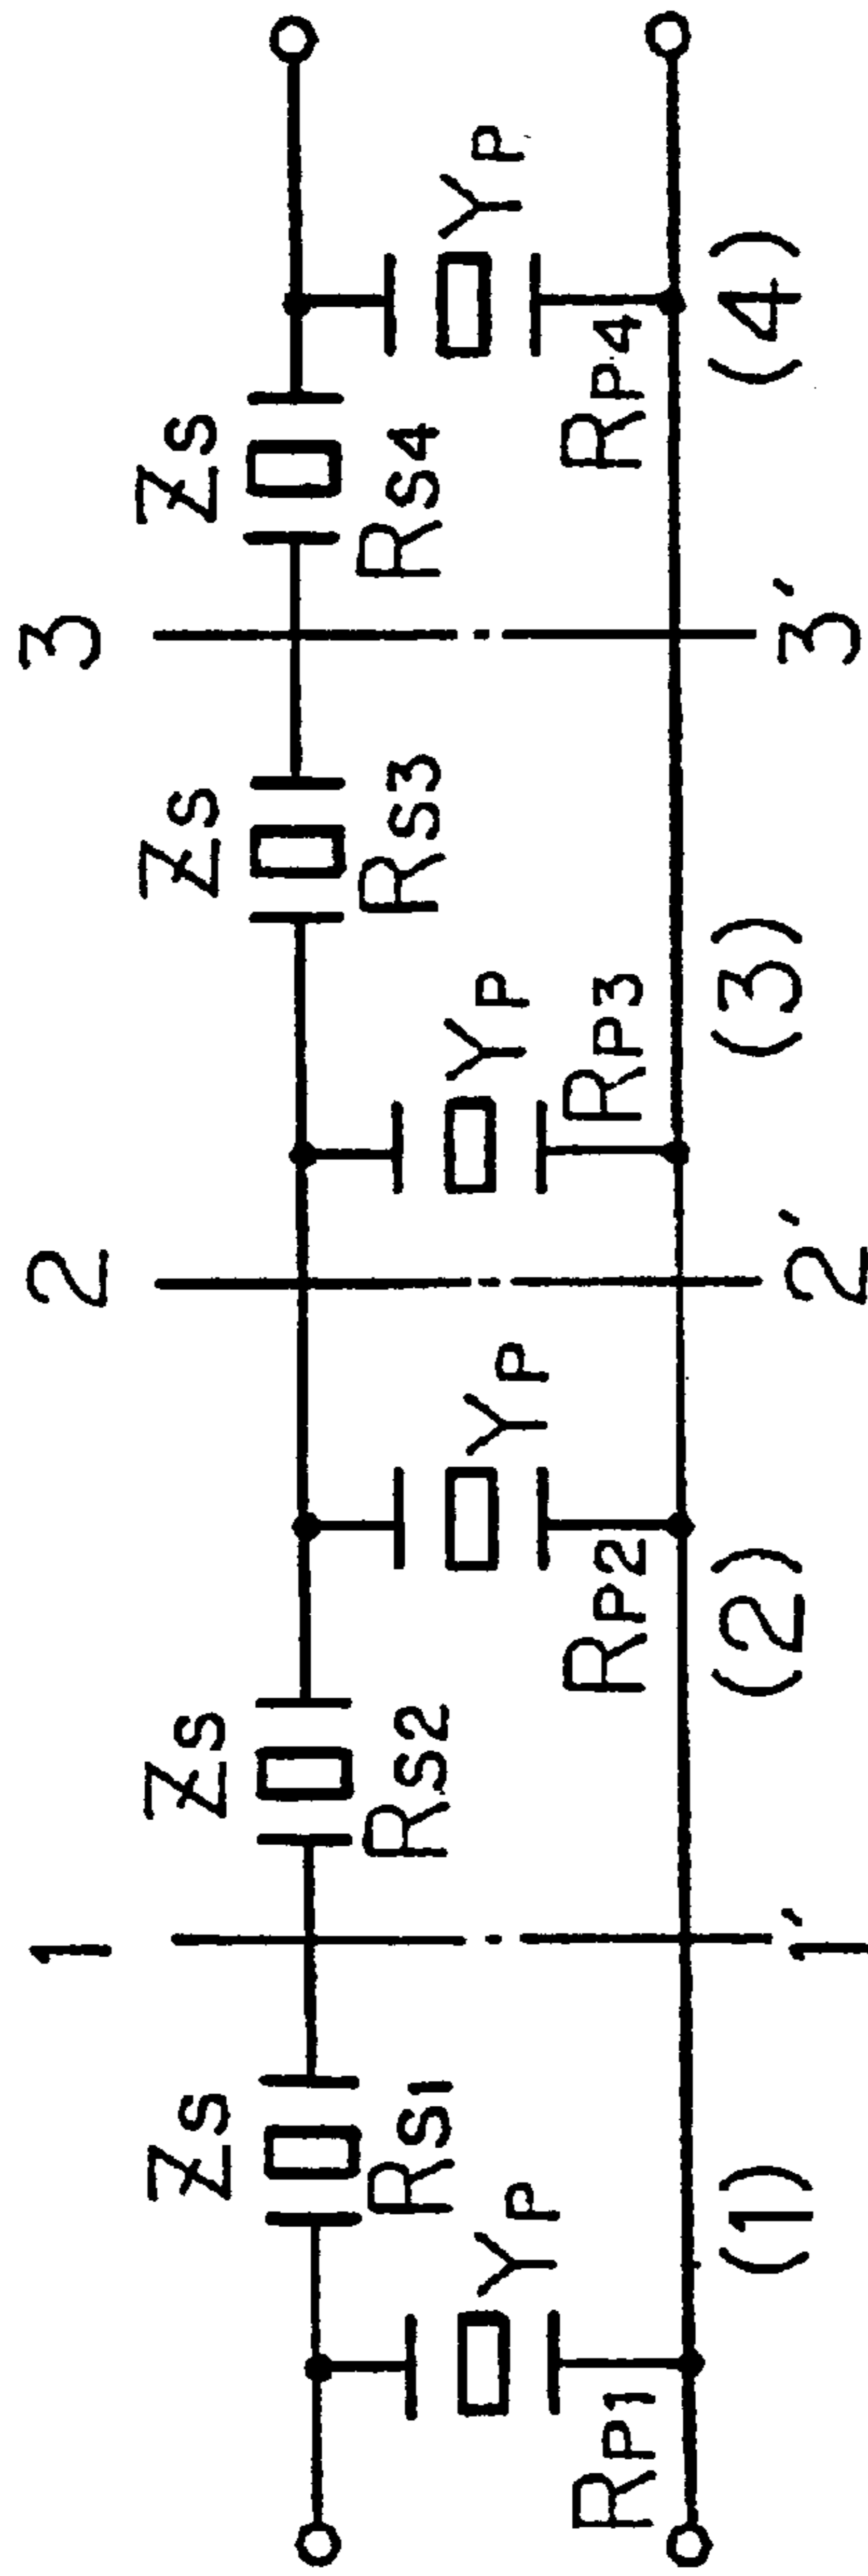 1 2 3
ZS ZS ZS ZS
RS1 RS2 RS3 RS4
YP YP YP YP
RP1 RP2 RP3 RP4
(1) (2) (3) (4)
1′ 2′ 3′